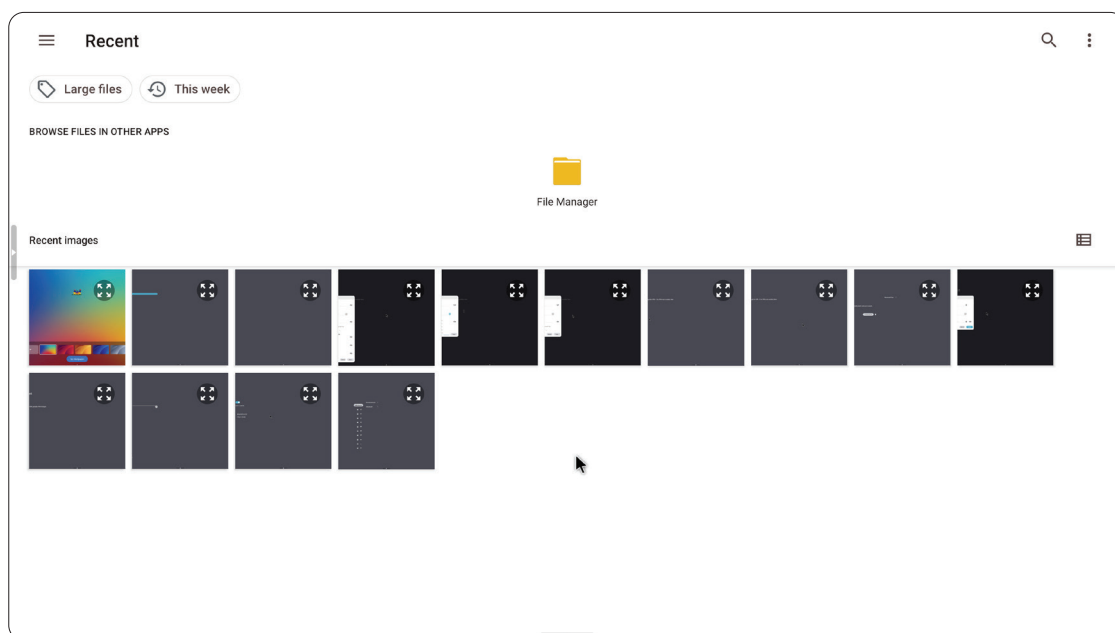 Recent
Large files
This week
BROWSE FILES IN OTHER APPS
File Manager
Recent images